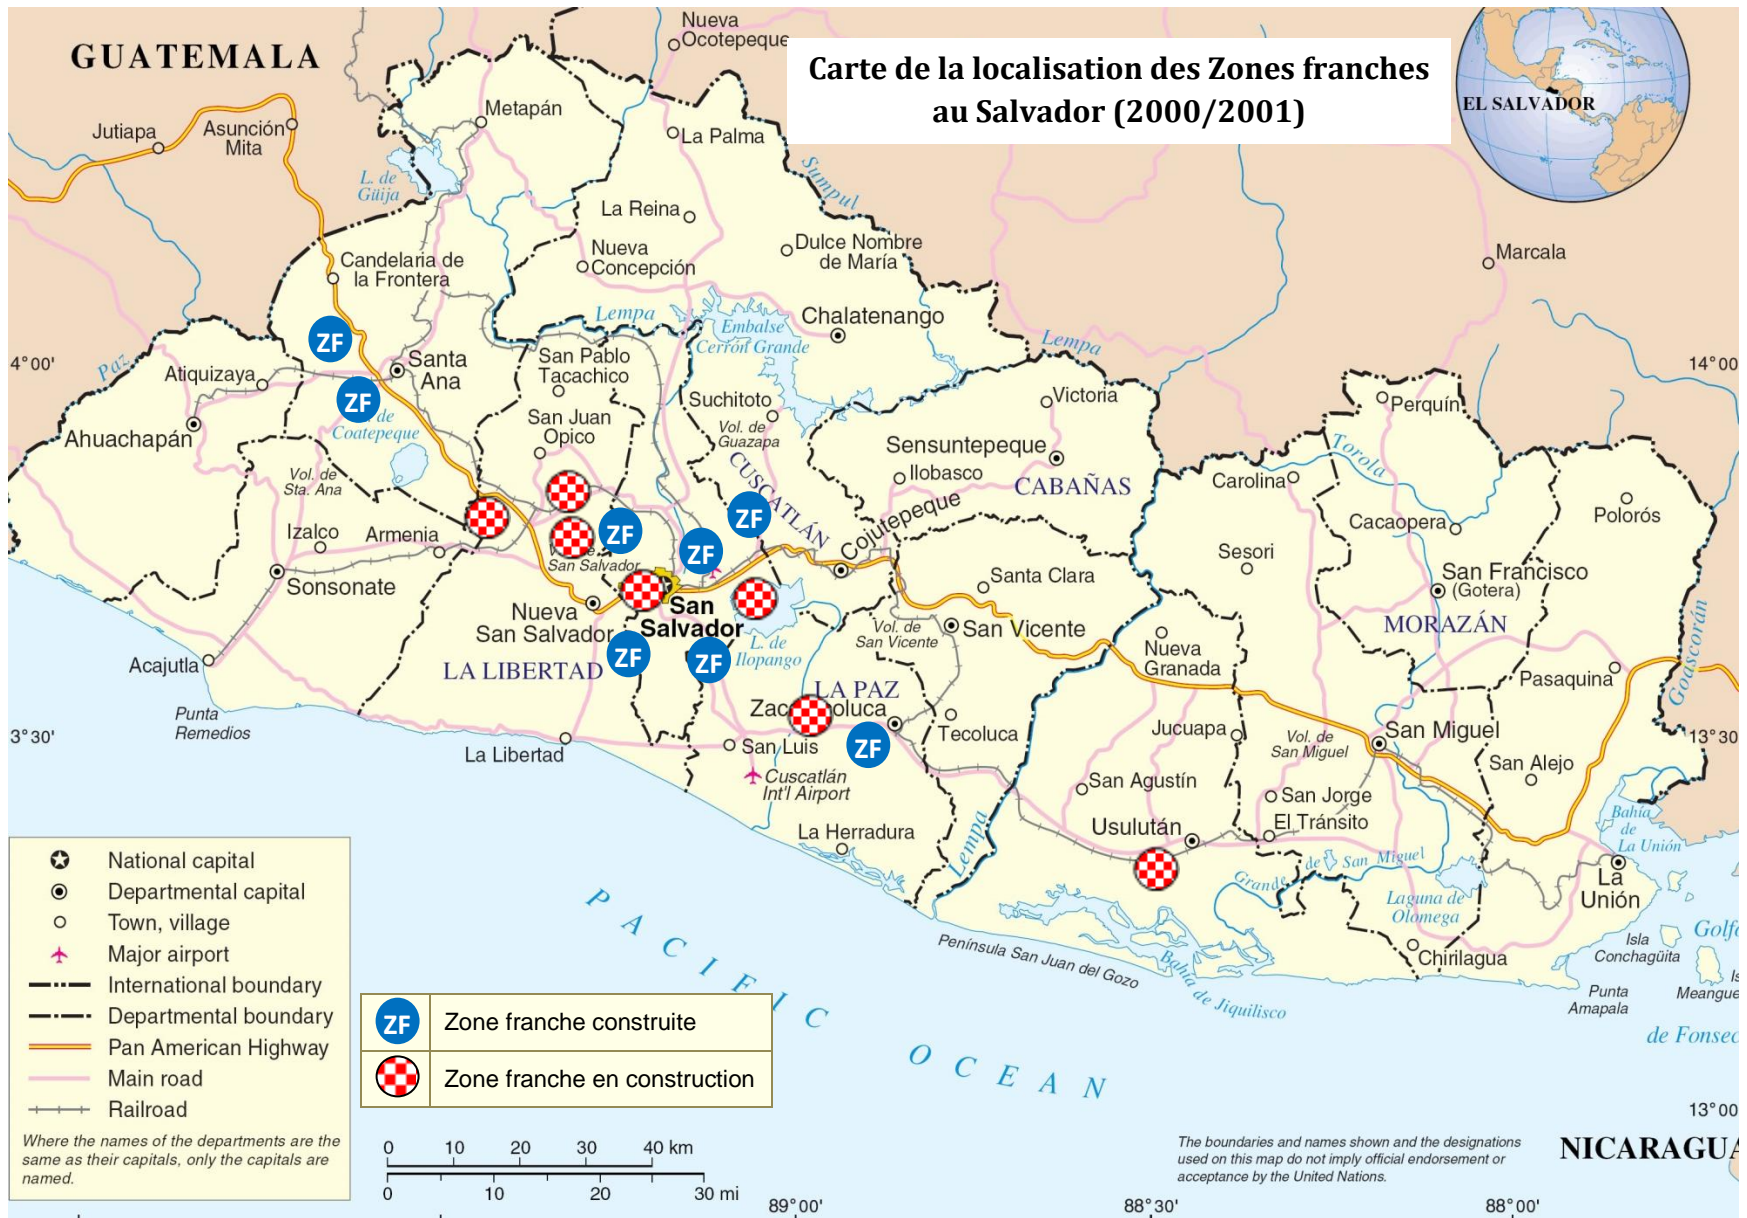 GUATEMALA
Carte de la localisation des Zones franches
au Salvador (2000/2001)
EL SALVADOR
Nueva
Ocotepeque
Jutiapa
Asunción
Mita
Metapán
La Palma
L. de
Güija
Sumpul
La Reina
Nueva
Concepción
Dulce Nombre
de María
Marcala
Candelaria de
la Frontera
Lempa
Embalse
Cerrón Grande
Chalatenango
Lempa
Paz
ZF
4°00'
14°00
Santa
Ana
San Pablo
Tacachico
Atiquizaya
ZF
Suchitoto
Victoria
Perquín
Ahuachapán
de
Coatepeque
San Juan
Opico
Vol. de
Guazapa
Sensuntepeque
Ilobasco
CABAÑAS
Torola
Carolina
Polorós
Vol. de
Sta. Ana
CUSCATLÁN
Cojutepeque
Cacaopera
Izalco
Armenia
ZF
ZF
ZF
San Salvador
Sesori
Sonsonate
Santa Clara
San Francisco
(Gotera)
Nueva
San Salvador
San
Salvador
Vol. de
San Vicente
San Vicente
MORAZÁN
Goascorán
Nueva
Granada
Acajutla
LA LIBERTAD
ZF
ZF
L. de
Ilopango
LA PAZ
Pasaquina
Punta
Remedios
3°30'
13°30
La Libertad
San Luis
ZF
Tecoluca
Jucuapa
Vol. de
San Miguel
San Miguel
Cuscatlán
Int'l Airport
San Agustín
San Alejo
San Jorge
El Tránsito
La Herradura
Usulután
Lempa
Bahía
de
La Unión
Grande de San Miguel
La
Unión
Laguna de
Olomega
Golfo
Península San Juan del Gozo
Bahía de Jiquilisco
Chirilagua
Isla
Conchagüita
Punta
Amapala
de Fonsec
PACIFIC
OCEAN
National capital
Departmental capital
Town, village
Major airport
International boundary
Departmental boundary
Pan American Highway
Main road
Railroad
Where the names of the departments are the
same as their capitals, only the capitals are
named.
ZF Zone franche construite
Zone franche en construction
0 10 20 30 40 km
0 10 20 30 mi
The boundaries and names shown and the designations
used on this map do not imply official endorsement or
acceptance by the United Nations.
NICARAGUA
13°00
89°00'
88°30'
88°00'